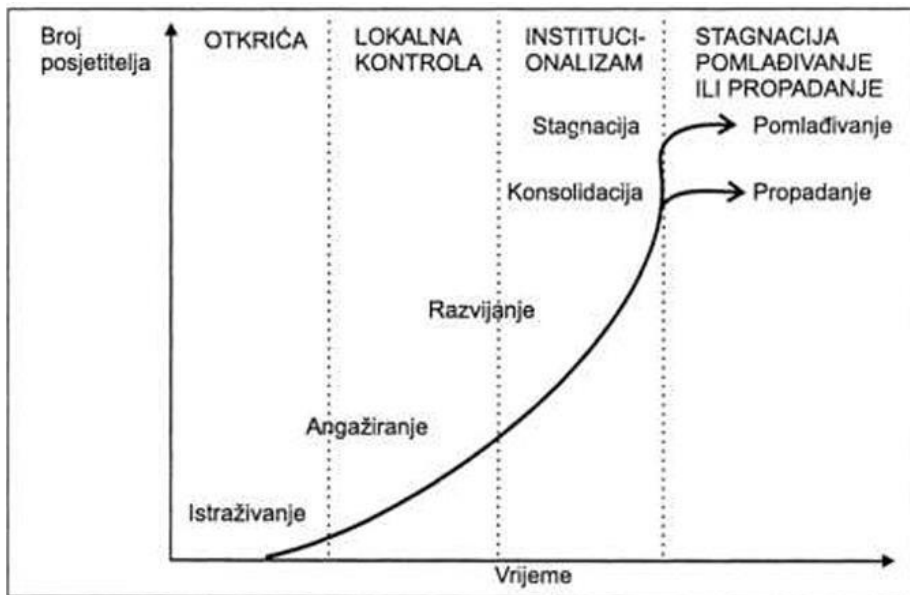 Broj
posjetitelja
OTKRIĆA
LOKALNA
KONTROLA
INSTITUCI-
ONALIZAM
STAGNACIJA
POMLAĐIVANJE
ILI PROPADANJE
Stagnacija
Pomlađivanje
Konsolidacija
Propadanje
Razvijanje
Angažiranje
Istraživanje
Vrijeme